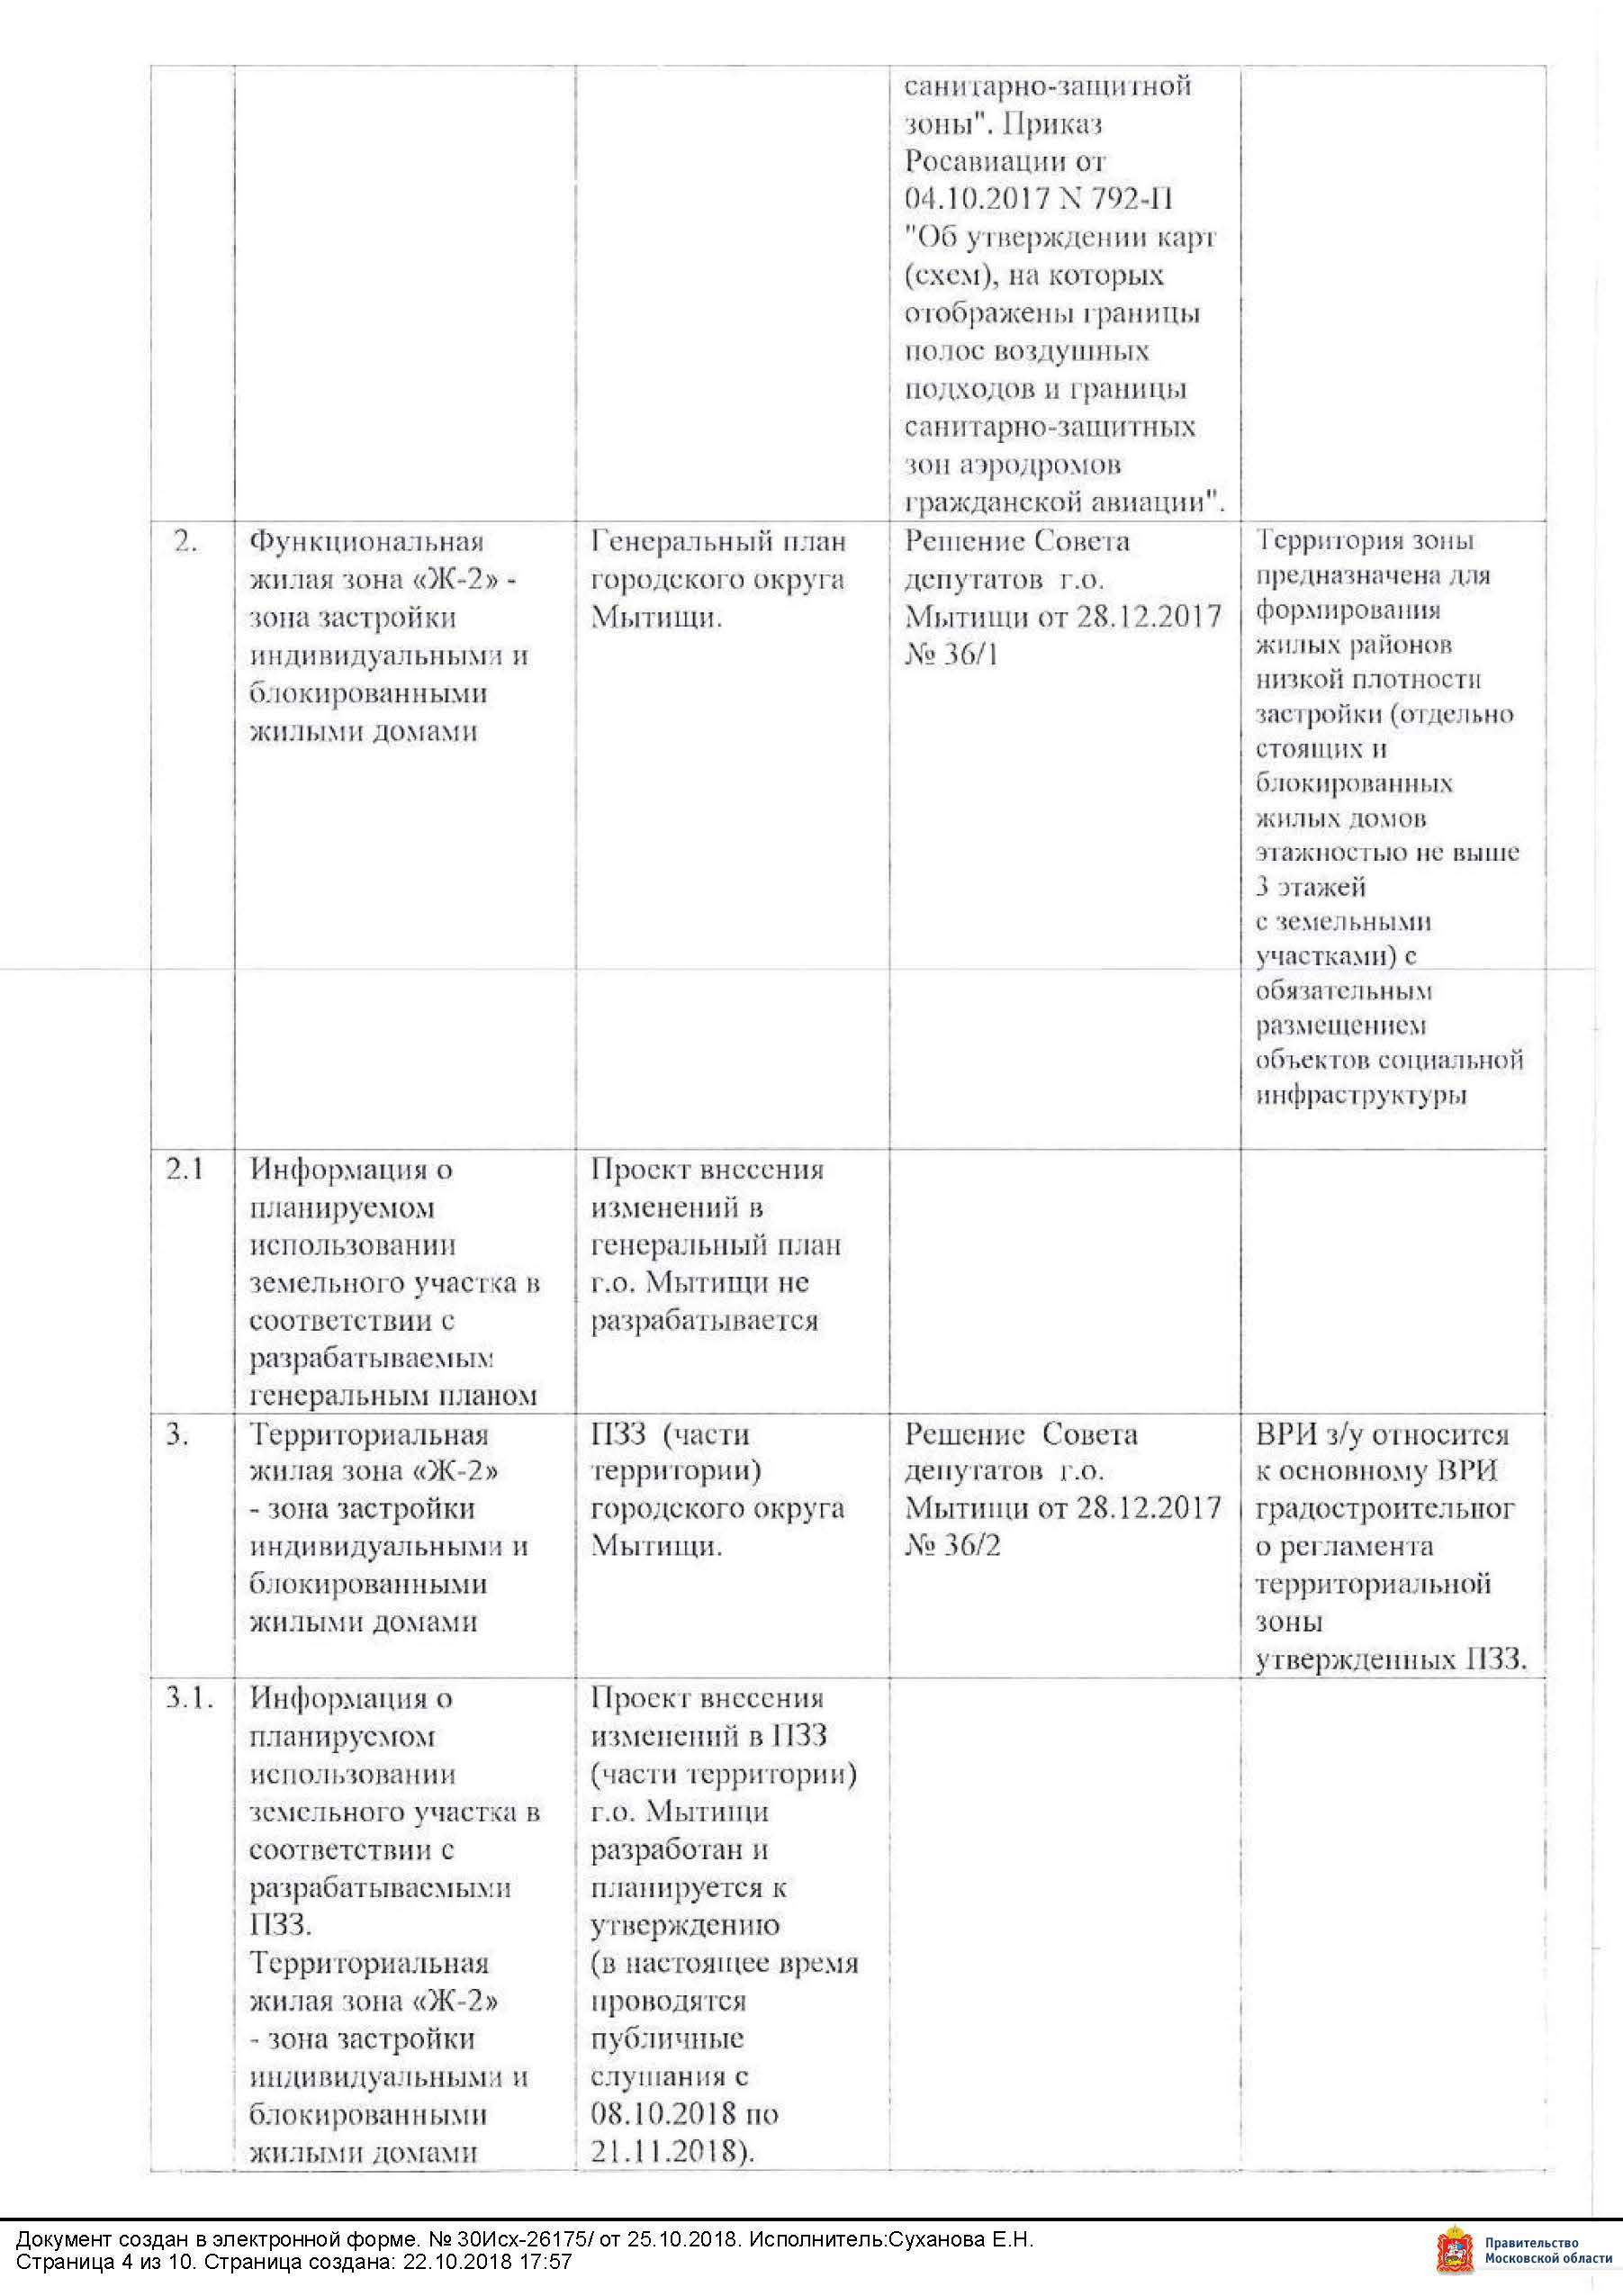 санитарно-защитной
зоны". Приказ
Росавиации от
04.10.2017 N 792-П
"Об утверждении карт
(схем), на которых
отображены границы
полос воздушных
подходов и границы
санитарно-защитных
зон аэродромов
гражданской авиации".
2.
Функциональная
жилая зона «Ж-2» -
зона застройки
индивидуальными и
блокированными
жилыми домами
Генеральный план
городского округа
Мытищи.
Решение Совета
депутатов г.о.
Мытищи от 28.12.2017
№ 36/1
Территория зоны
предназначена для
формирования
жилых районов
низкой плотности
застройки (отдельно
стоящих и
блокированных
жилых домов
этажностью не выше
3 этажей
с земельными
участками) с
обязательным
размещением
объектов социальной
инфраструктуры
2.1
Информация о
планируемом
использовании
земельного участка в
соответствии с
разрабатываемым
генеральным планом
Проект внесения
изменений в
генеральный план
г.о. Мытищи не
разрабатывается
3.
Территориальная
жилая зона «Ж-2»
- зона застройки
индивидуальными и
блокированными
жилыми домами
ПЗЗ (части
территории)
городского округа
Мытищи.
Решение Совета
депутатов г.о.
Мытищи от 28.12.2017
№ 36/2
ВРИ з/у относится
к основному ВРИ
градостроительног
о регламента
территориальной
зоны
утвержденных ПЗЗ.
3.1.
Информация о
планируемом
использовании
земельного участка в
соответствии с
разрабатываемыми
ПЗЗ.
Территориальная
жилая зона «Ж-2»
- зона застройки
индивидуальными и
блокированными
жилыми домами
Проект внесения
изменений в ПЗЗ
(части территории)
г.о. Мытищи
разработан и
планируется к
утверждению
(в настоящее время
проводятся
публичные
слушания с
08.10.2018 по
21.11.2018).
Документ создан в электронной форме. № 30Исх-26175/ от 25.10.2018. Исполнитель:Суханова Е.Н.
Страница 4 из 10. Страница создана: 22.10.2018 17:57
Правительство
Московской области